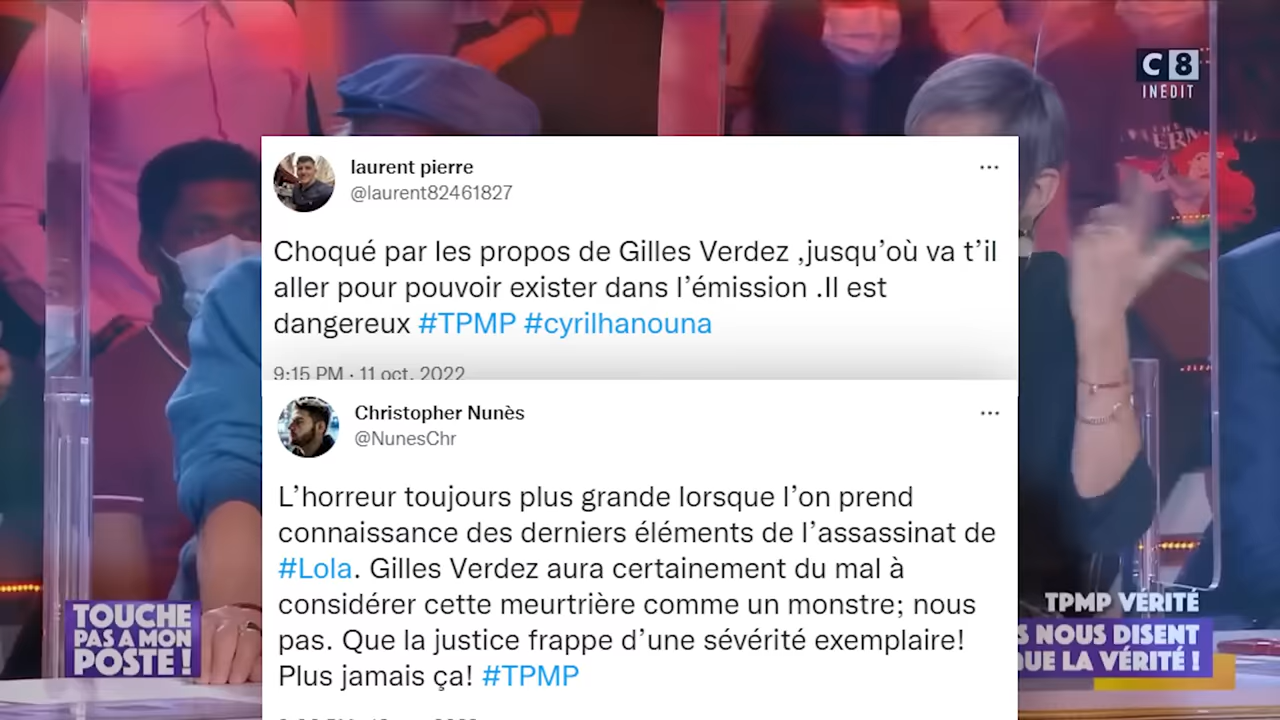 C8
INÉDIT
laurent pierre
@laurent82461827
Choqué par les propos de Gilles Verdez ,jusqu’où va t’il
aller pour pouvoir exister dans l’émission .Il est
dangereux #TPMP #cyrilhanouna
9:15 PM · 11 oct. 2022
Christopher Nunès
@NunesChr
L’horreur toujours plus grande lorsque l’on prend
connaissance des derniers éléments de l’assassinat de
#Lola. Gilles Verdez aura certainement du mal à
considérer cette meurtrière comme un monstre; nous
pas. Que la justice frappe d’une sévérité exemplaire!
Plus jamais ça! #TPMP
TOUCHE
PAS A MON
POSTE !
TPMP VÉRITÉ
S NOUS DISENT
QUE LA VÉRITÉ !